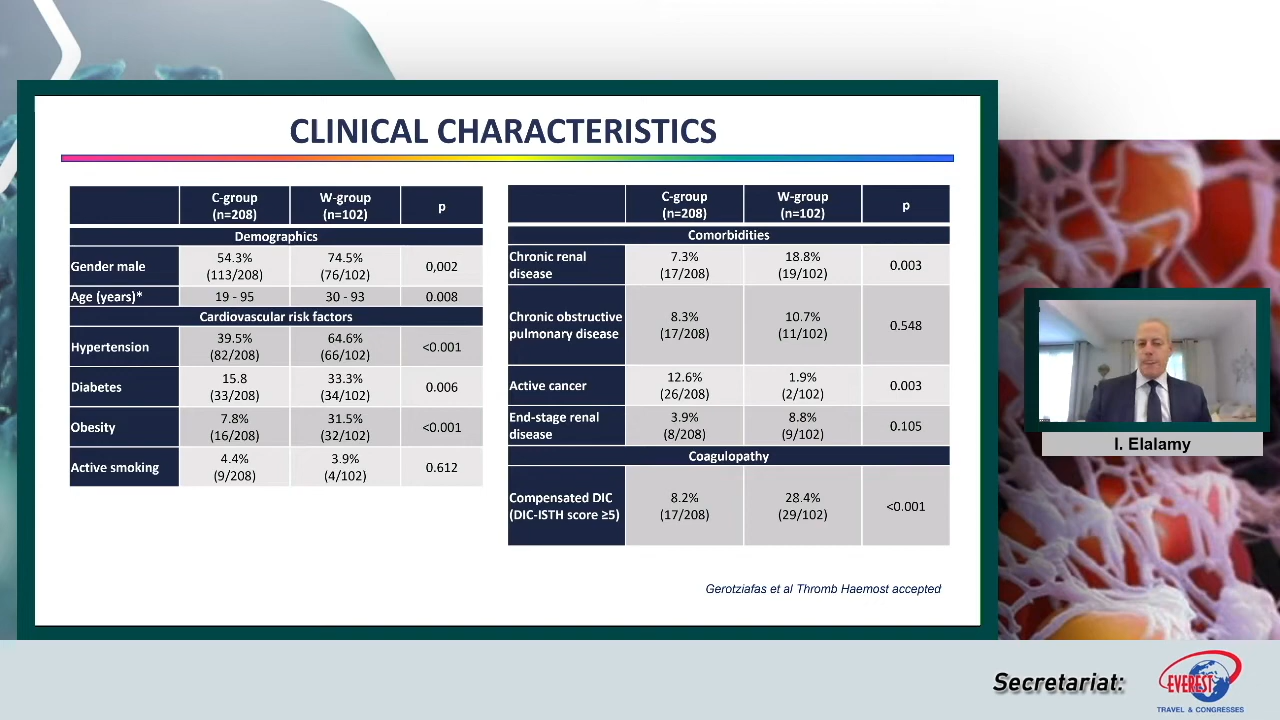 CLINICAL CHARACTERISTICS
C-group W-group p
(n=208) (n=102)
Demographics
Gender male 54.3% 74.5% 0,002
(113/208) (76/102)
Age (years)* 19 - 95 30 - 93 0.008
Cardiovascular risk factors
Hypertension 39.5% 64.6% <0.001
(82/208) (66/102)
Diabetes 15.8 33.3% 0.006
(33/208) (34/102)
Obesity 7.8% 31.5% <0.001
(16/208) (32/102)
Active smoking 4.4% 3.9% 0.612
(9/208) (4/102)
C-group W-group p
(n=208) (n=102)
Comorbidities
Chronic renal 7.3% 18.8% 0.003
disease (17/208) (19/102)
Chronic obstructive 8.3% 10.7% 0.548
pulmonary disease (17/208) (11/102)
Active cancer 12.6% 1.9% 0.003
(26/208) (2/102)
End-stage renal 3.9% 8.8% 0.105
disease (8/208) (9/102)
Coagulopathy
Compensated DIC 8.2% 28.4% <0.001
(DIC-ISTH score ≥5) (17/208) (29/102)
Gerotziafas et al Thromb Haemost accepted
I. Elalamy
Secretariat:
EVEREST
TRAVEL & CONGRESSES